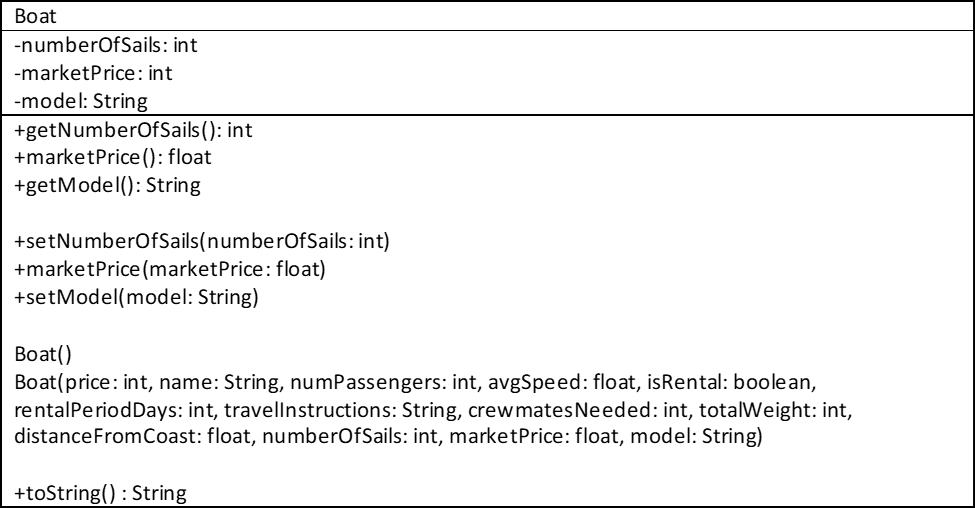 Boat
-numberOfSails: int
-marketPrice: int
-model: String
+getNumberOfSails(): int
+marketPrice(): float
+getModel(): String
+setNumberOfSails(numberOfSails: int)
+marketPrice(marketPrice: float)
+setModel(model: String)
Boat()
Boat(price: int, name: String, numPassengers: int, avgSpeed: float, isRental: boolean,
rentalPeriodDays: int, travelInstructions: String, crewmatesNeeded: int, totalWeight: int,
distanceFromCoast: float, numberOfSails: int, marketPrice: float, model: String)
+toString() : String